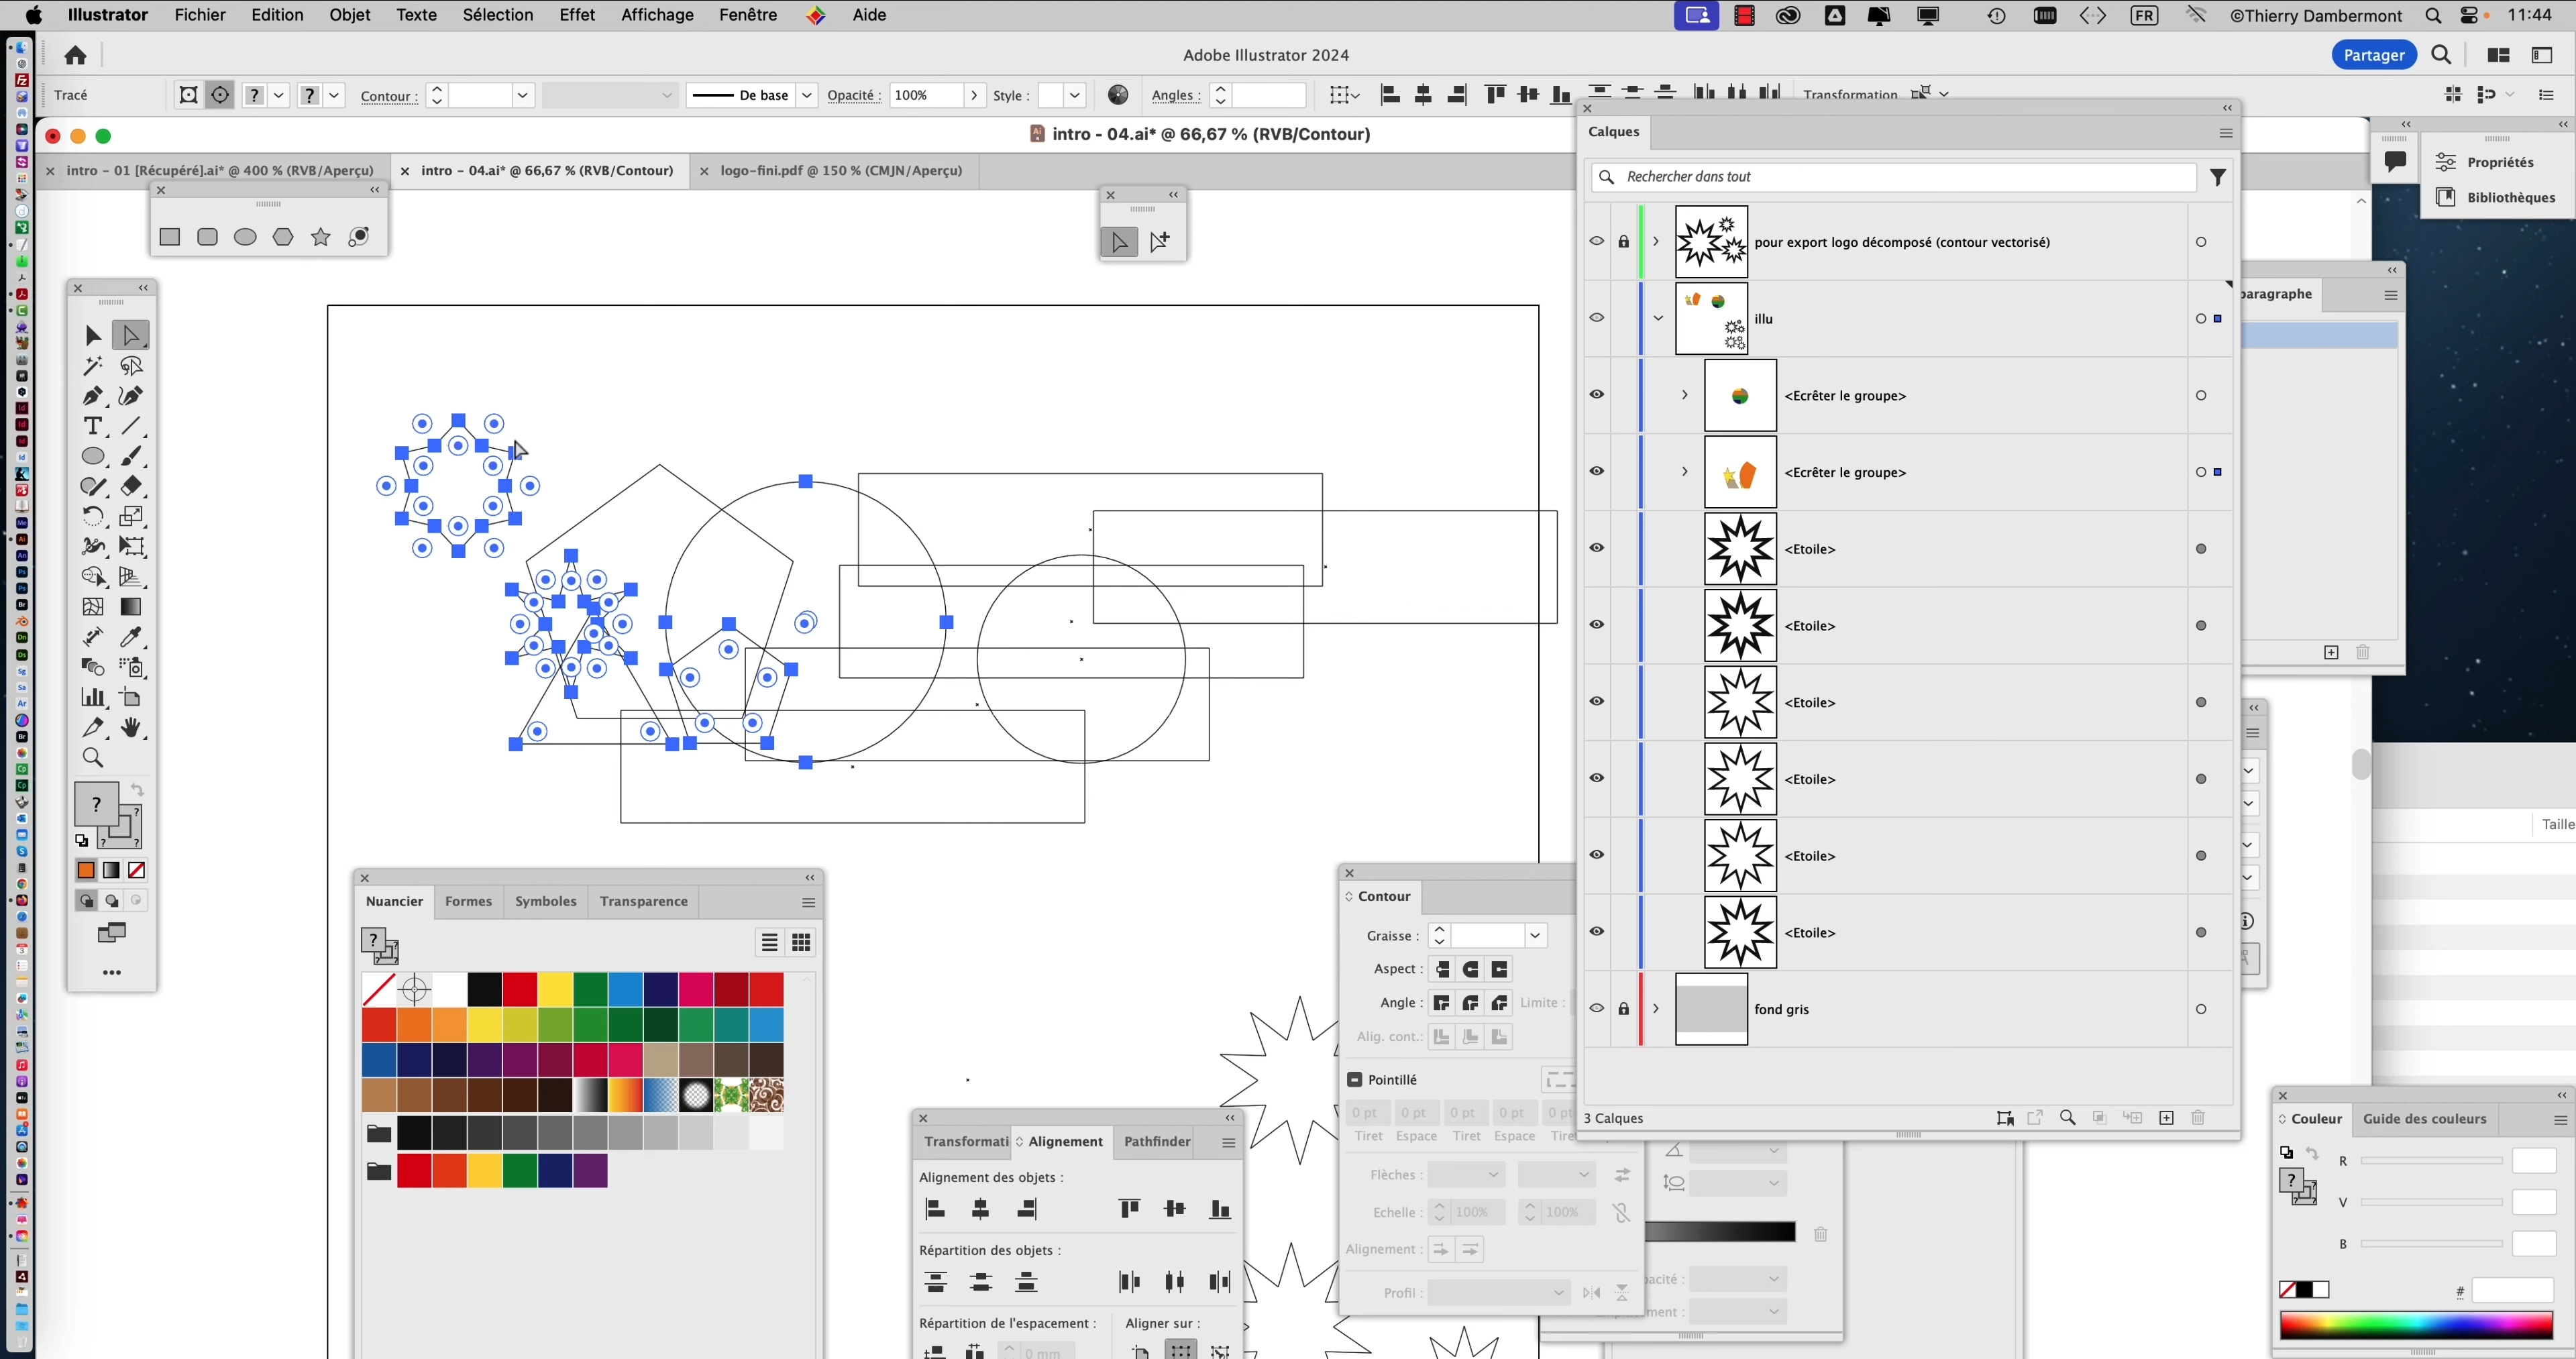 Illustrator Fichier Edition Objet Texte Sélection Effet Affichage Fenêtre Aide FR ©Thierry Dambermont 11:44
Adobe Illustrator 2024 Partager
Tracé ? ? Contour : De base Opacité : 100% Style : Angles : Transformation
intro - 04.ai* @ 66,67 % (RVB/Contour)
intro - 01 [Récupéré].ai* @ 400 % (RVB/Aperçu) intro - 04.ai* @ 66,67 % (RVB/Contour) logo-fini.pdf @ 150 % (CMJN/Aperçu)
Calques
Rechercher dans tout
pour export logo décomposé (contour vectorisé)
illu
<Ecrêter le groupe>
<Ecrêter le groupe>
<Etoile>
<Etoile>
<Etoile>
<Etoile>
<Etoile>
<Etoile>
fond gris
3 Calques
Propriétés
Bibliothèques
paragraphe
Taille
Nuancier Formes Symboles Transparence
Contour
Graisse :
Aspect :
Angle : Limite :
Alig. cont.:
Pointillé
0 pt 0 pt 0 pt 0 pt 0 pt
Tiret Espace Tiret Espace Tire
Flèches :
Echelle : 100% 100%
Alignement :
Profil :
Transformati Alignement Pathfinder
Alignement des objets :
Répartition des objets :
Répartition de l'espacement : Aligner sur :
0 mm
acité :
ment :
Couleur Guide des couleurs
R
V
B
#